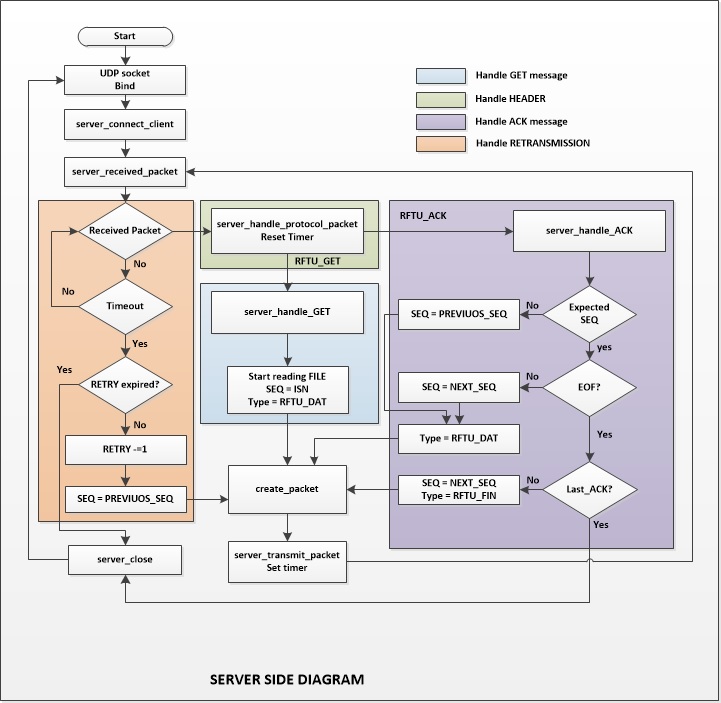 Start
UDP socket
Bind
server_connect_client
server_received_packet
Handle GET message
Handle HEADER
Handle ACK message
Handle RETRANSMISSION
Received Packet
No
No
Timeout
Yes
Yes
RETRY expired?
No
RETRY -=1
SEQ = PREVIUOS_SEQ
server_close
server_handle_protocol_packet
Reset Timer
RFTU_GET
server_handle_GET
Start reading FILE
SEQ = ISN
Type = RFTU_DAT
create_packet
server_transmit_packet
Set timer
RFTU_ACK
server_handle_ACK
Expected
SEQ
No
SEQ = PREVIUOS_SEQ
yes
EOF?
No
SEQ = NEXT_SEQ
Type = RFTU_DAT
Yes
Last_ACK?
No
SEQ = NEXT_SEQ
Type = RFTU_FIN
Yes
SERVER SIDE DIAGRAM